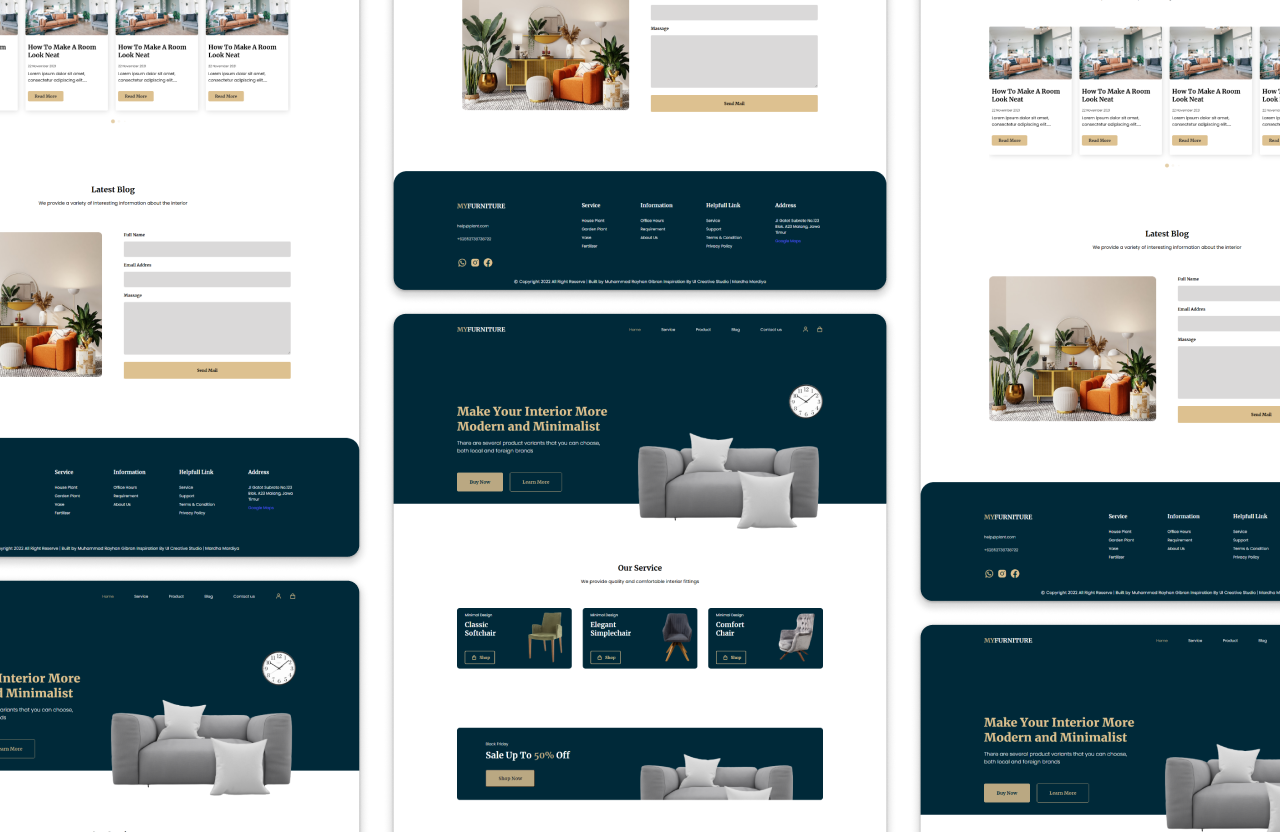 How To Make A Room
Look Neat
22 November 2021
Lorem ipsum dolor sit amet,
consectetur adipiscing elit....
Read More
How To Make A Room
Look Neat
22 November 2021
Lorem ipsum dolor sit amet,
consectetur adipiscing elit....
Read More
How To Make A Room
Look Neat
22 November 2021
Lorem ipsum dolor sit amet,
consectetur adipiscing elit....
Read More
Latest Blog
We provide a variety of interesting information about the interior
Full Name
Email Addres
Massage
Send Mail
Service
House Plant
Garden Plant
Vase
Fertilizer
Information
Office Hours
Requirement
About Us
Helpfull Link
Service
Support
Terms & Condition
Privacy Policy
Address
Jl Gatot Subroto No.123
Blok. A23 Malang, Jawa
Timur
Google Maps
2022 All Right Reserve | Built by Muhammad Rayhan Gibran Inspiration By UI Creative Studio | Maidha Mardiya
Home
Service
Product
Blog
Contact us
Interior More
Minimalist
variants that you can choose,
Learn More
Massage
Send Mail
MYFURNITURE
Service
House Plant
Garden Plant
Vase
Fertilizer
Information
Office Hours
Requirement
About Us
Helpfull Link
Service
Support
Terms & Condition
Privacy Policy
Address
Jl Gatot Subroto No.123
Blok. A23 Malang, Jawa
Timur
Google Maps
© Copyright 2022 All Right Reserve | Built by Muhammad Rayhan Gibran Inspiration By UI Creative Studio | Maidha Mardiya
MYFURNITURE
Home
Service
Product
Blog
Contact us
Make Your Interior More
Modern and Minimalist
There are several product variants that you can choose,
both local and foreign brands
Buy Now
Learn More
Our Service
We provide quality and comfortable interior fittings
Minimal Design
Classic
Softchair
Shop
Minimal Design
Elegant
Simplechair
Shop
Minimal Design
Comfort
Chair
Shop
Black Friday
Sale Up To 50% Off
Shop Now
How To Make A Room
Look Neat
22 November 2021
Lorem ipsum dolor sit amet,
consectetur adipiscing elit....
Read More
How To Make A Room
Look Neat
22 November 2021
Lorem ipsum dolor sit amet,
consectetur adipiscing elit....
Read More
How To Make A Room
Look Neat
22 November 2021
Lorem ipsum dolor sit amet,
consectetur adipiscing elit....
Read More
How T
Look
Latest Blog
We provide a variety of interesting information about the interior
Full Name
Email Addres
Massage
Send Mail
MYFURNITURE
Service
House Plant
Garden Plant
Vase
Fertilizer
Information
Office Hours
Requirement
About Us
Helpfull Link
Service
Support
Terms & Condition
Privacy Policy
© Copyright 2022 All Right Reserve | Built by Muhammad Rayhan Gibran Inspiration By UI Creative Studio | Maidha
MYFURNITURE
Home
Service
Product
Blog
Make Your Interior More
Modern and Minimalist
There are several product variants that you can choose,
both local and foreign brands
Buy Now
Learn More